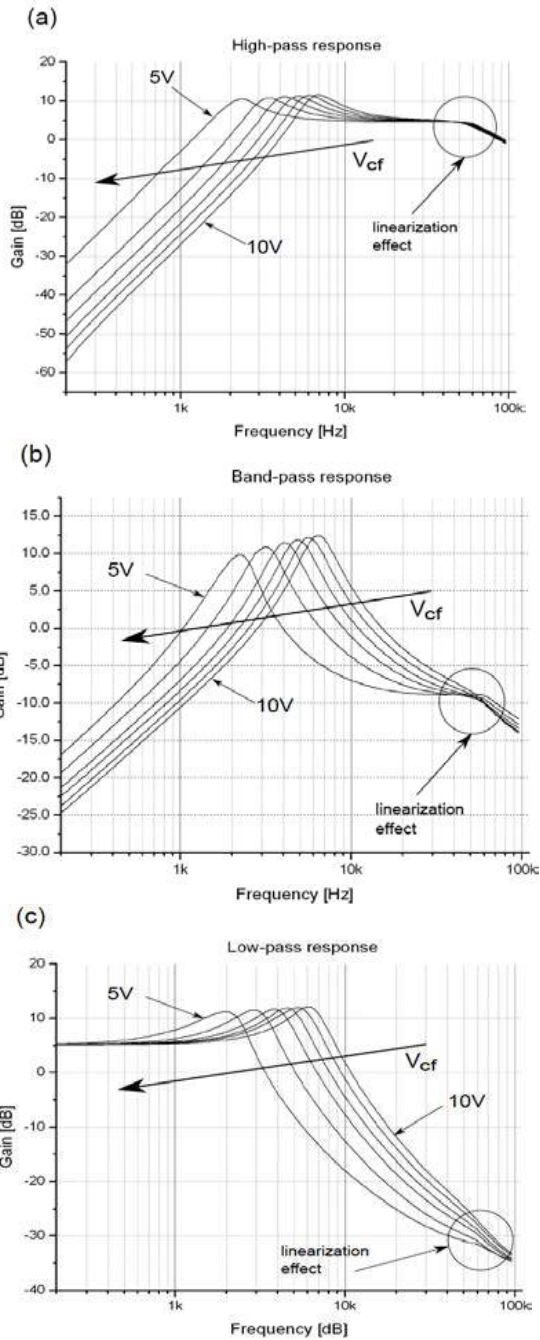 (a)
High-pass response
20
10
0
-10
-20
-30
-40
-50
-60
Gain [dB]
5V
Vcf
10V
linearization
effect
1k
10k
100k
Frequency [Hz]
(b)
Band-pass response
15.0
10.0
5.0
0.0
-5.0
-10.0
-15.0
-20.0
-25.0
-30.0
Gain [dB]
5V
Vcf
10V
linearization
effect
1k
10k
100k
Frequency [Hz]
(c)
Low-pass response
20
10
0
-10
-20
-30
-40
Gain [dB]
5V
Vcf
10V
linearization
effect
1k
10k
100k
Frequency [dB]